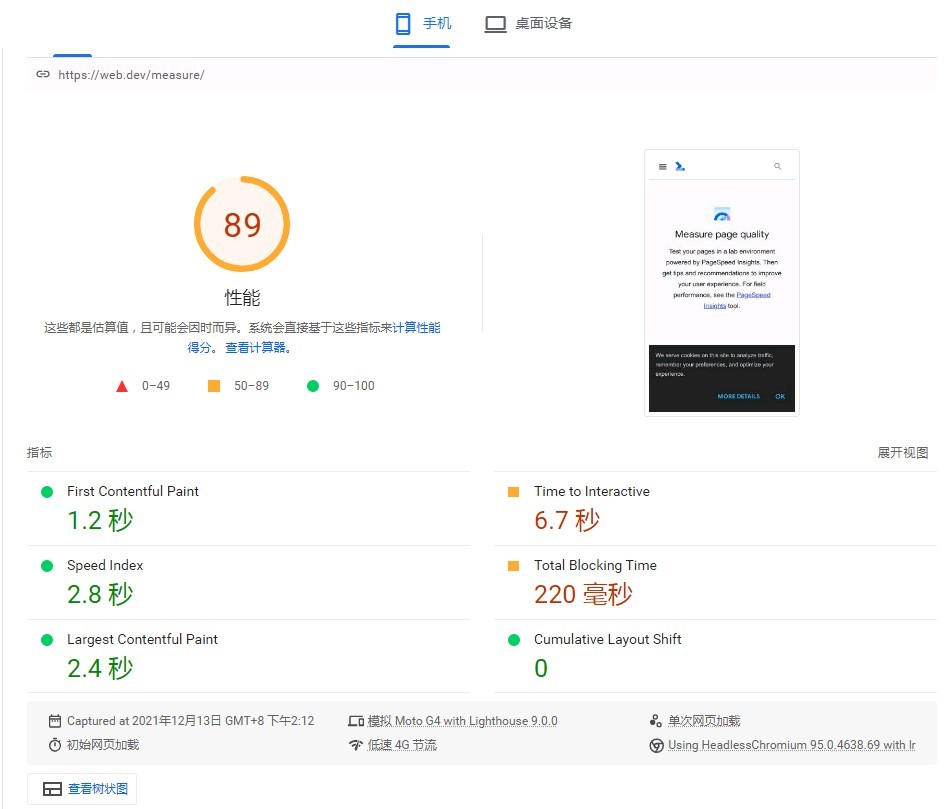 手机
桌面设备
https://web.dev/measure/
89
性能
这些都是估算值，且可能会因时而异。系统会直接基于这些指标来计算性能
得分。 查看计算器。
0–49
50–89
90–100
Measure page quality
Test your pages in a lab environment
powered by PageSpeed Insights. Then
get tips and recommendations to improve
your user experience. For field
performance, see the PageSpeed
Insights tool.
We serve cookies on this site to analyze traffic,
remember your preferences, and optimize your
experience.
MORE DETAILS OK
指标
展开视图
First Contentful Paint
1.2 秒
Time to Interactive
6.7 秒
Speed Index
2.8 秒
Total Blocking Time
220 毫秒
Largest Contentful Paint
2.4 秒
Cumulative Layout Shift
0
Captured at 2021年12月13日 GMT+8 下午2:12
模拟 Moto G4 with Lighthouse 9.0.0
单次网页加载
初始网页加载
低速 4G 节流
Using HeadlessChromium 95.0.4638.69 with lr
查看树状图